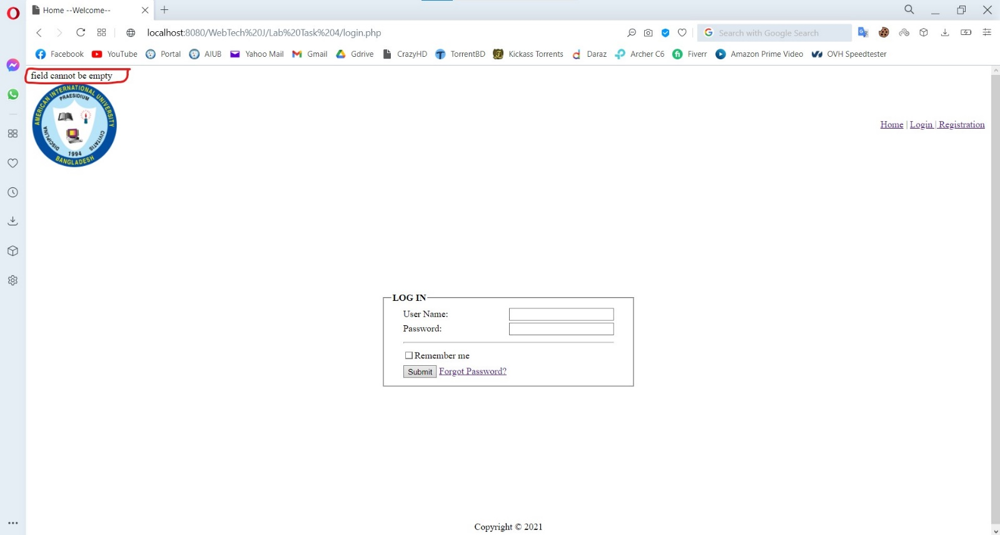 Home --Welcome--
localhost:8080/WebTech%20J/Lab%20Task%204/login.php
Search with Google Search
Facebook YouTube Portal AIUB Yahoo Mail Gmail Gdrive CrazyHD TorrentBD Kickass Torrents Daraz Archer C6 Fiverr Amazon Prime Video OVH Speedtester
field cannot be empty
AMERICAN INTERNATIONAL UNIVERSITY
PRAESIDIUM
DISCIPLINA
CIVITATIS
1994
BANGLADESH
Home | Login | Registration
LOG IN
User Name:
Password:
Remember me
Submit Forgot Password?
Copyright © 2021